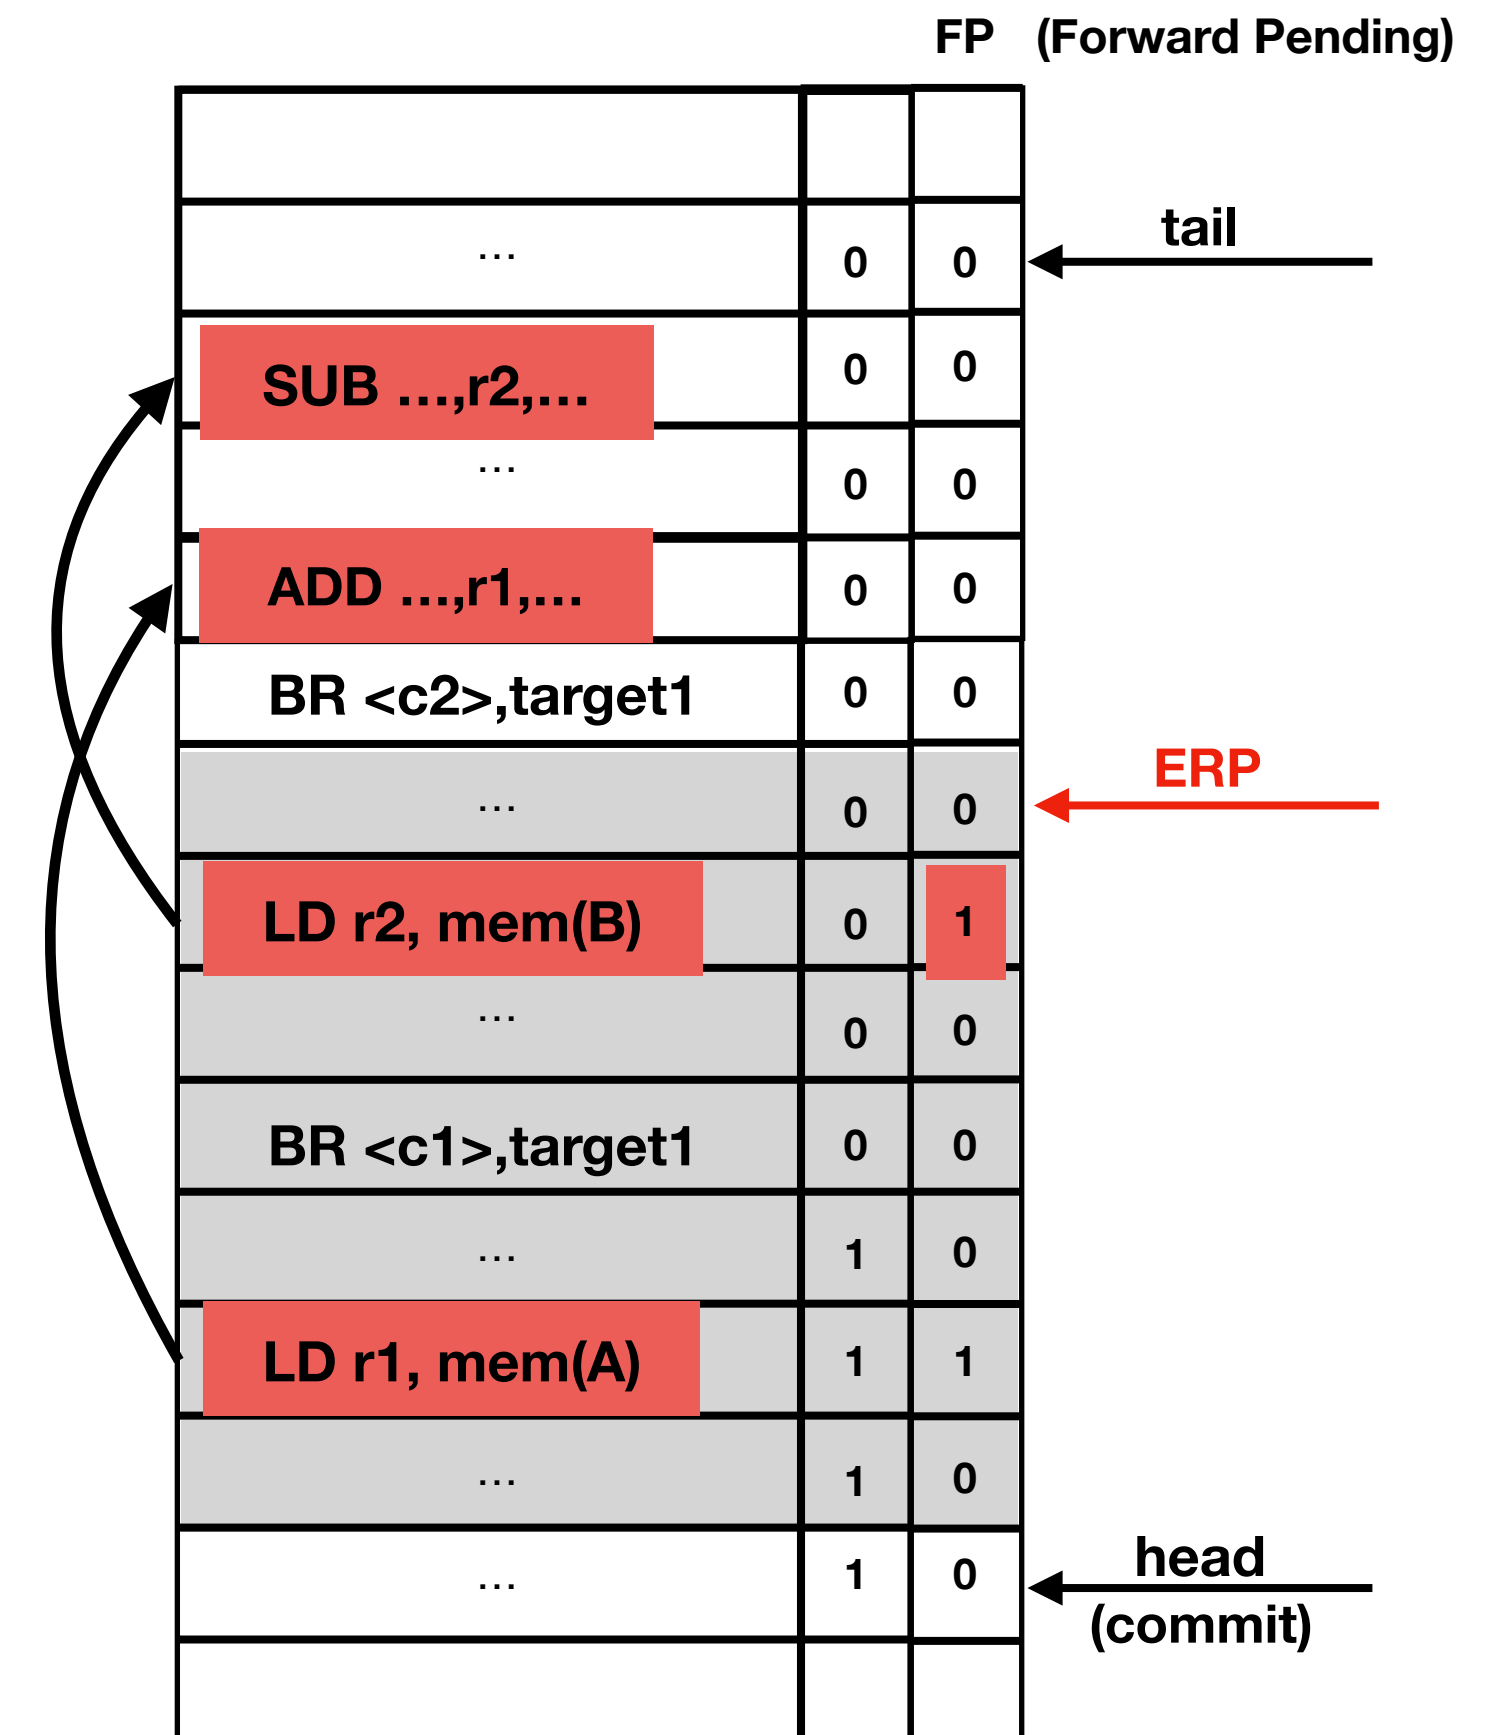 FP (Forward Pending)
… 0 0 tail
SUB …,r2,… 0 0
… 0 0
ADD …,r1,… 0 0
BR <c2>,target1 0 0
… 0 0 ERP
LD r2, mem(B) 0 1
… 0 0
BR <c1>,target1 0 0
… 1 0
LD r1, mem(A) 1 1
… 1 0
… 1 0 head
(commit)